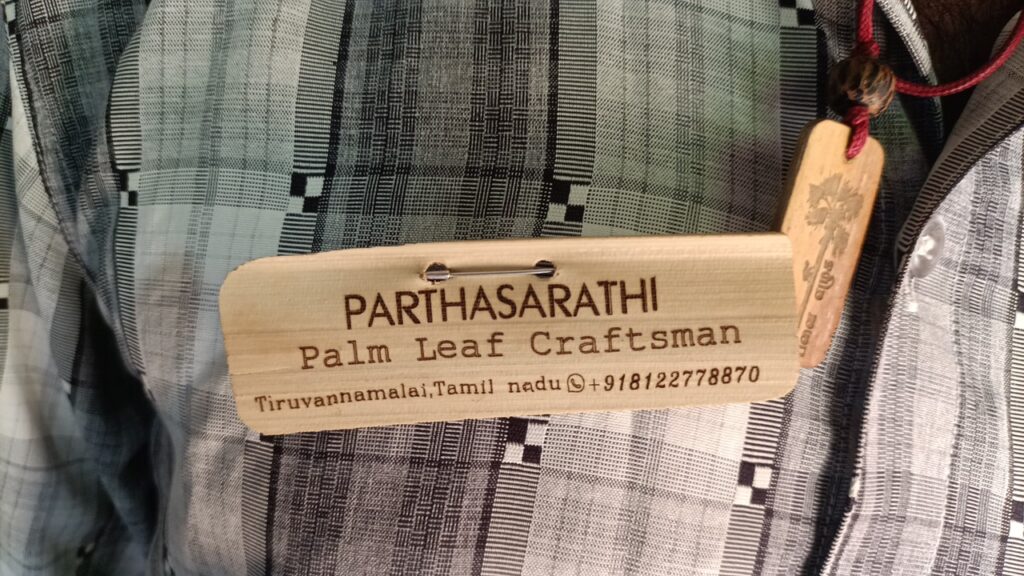 PARTHASARATHI
Palm Leaf Craftsman
Tiruvannamalai,Tamil nadu +918122778870